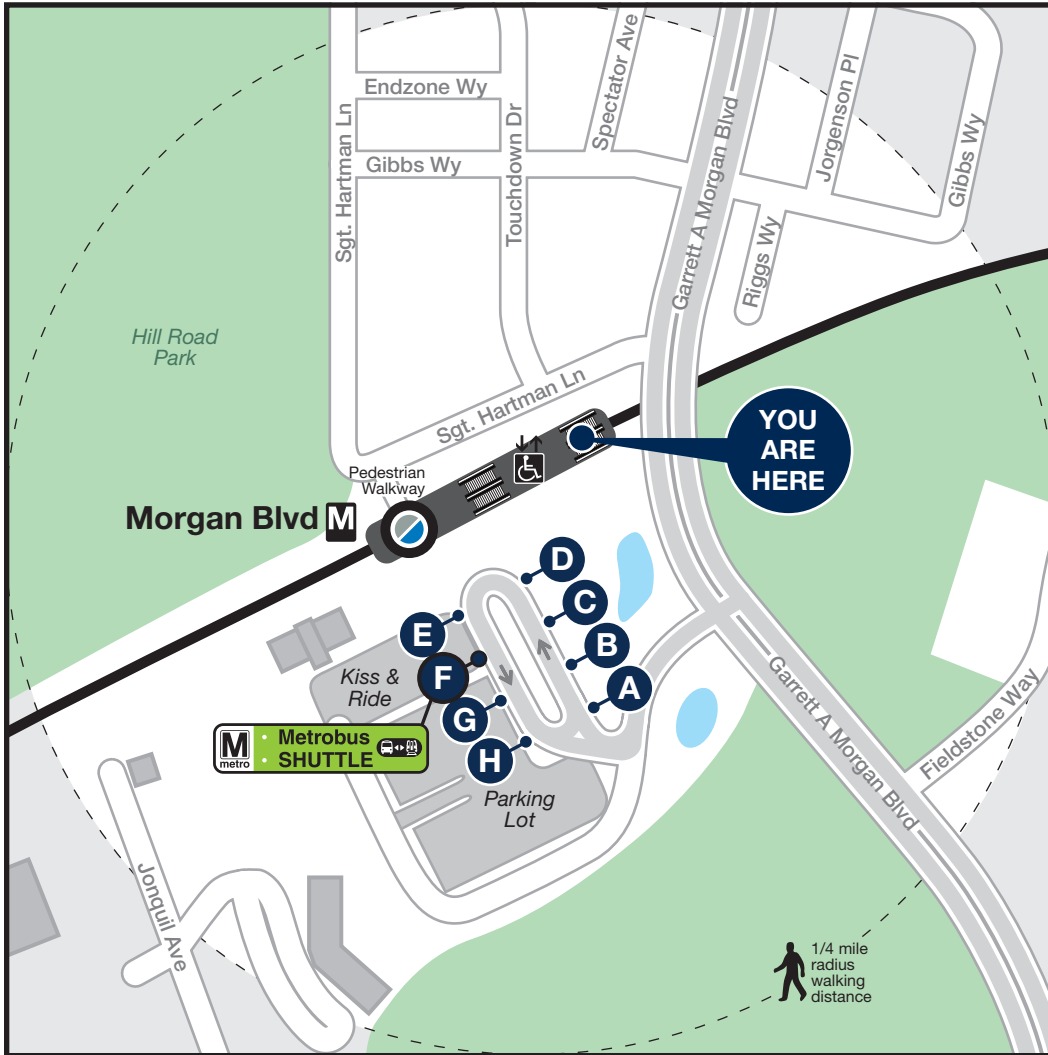 Endzone Wy
Gibbs Wy
Sgt. Hartman Ln
Touchdown Dr
Spectator Ave
Garrett A Morgan Blvd
Jorgenson Pl
Gibbs Wy
Riggs Wy
Hill Road
Park
Sgt. Hartman Ln
YOU
ARE
HERE
Pedestrian
Walkway
Morgan Blvd M
D
C
E
B
F
A
G
H
Kiss &
Ride
M
metro
· Metrobus
· SHUTTLE
Parking
Lot
Garrett A Morgan Blvd
Fieldstone Way
Jonquil Ave
1/4 mile
radius
walking
distance